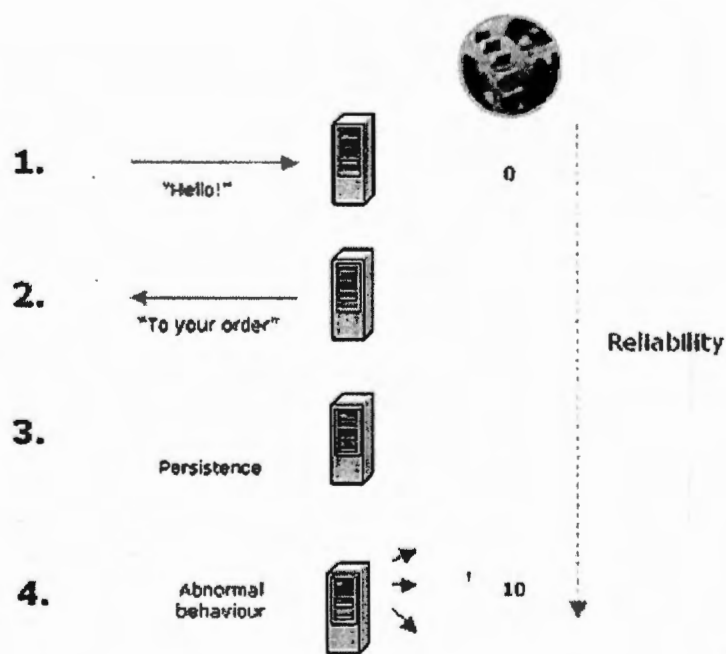 1.
"Hello!"
0
2.
"To your order"
Reliability
3.
Persistence
4.
Abnormal
behaviour
10